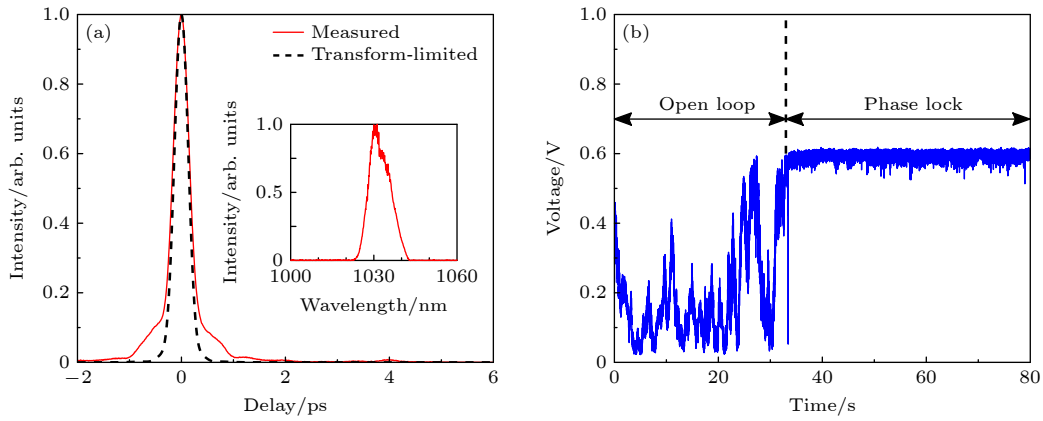 (a)
Measured
Transform-limited
Intensity/arb. units
1.0
0.8
0.6
0.4
0.2
0
−2
0
2
4
6
Delay/ps
Intensity/arb. units
1.0
0.75
0.5
0
1000
1030
1060
Wavelength/nm
(b)
Open loop
Phase lock
Voltage/V
1.0
0.8
0.6
0.4
0.2
0
0
20
40
60
80
Time/s